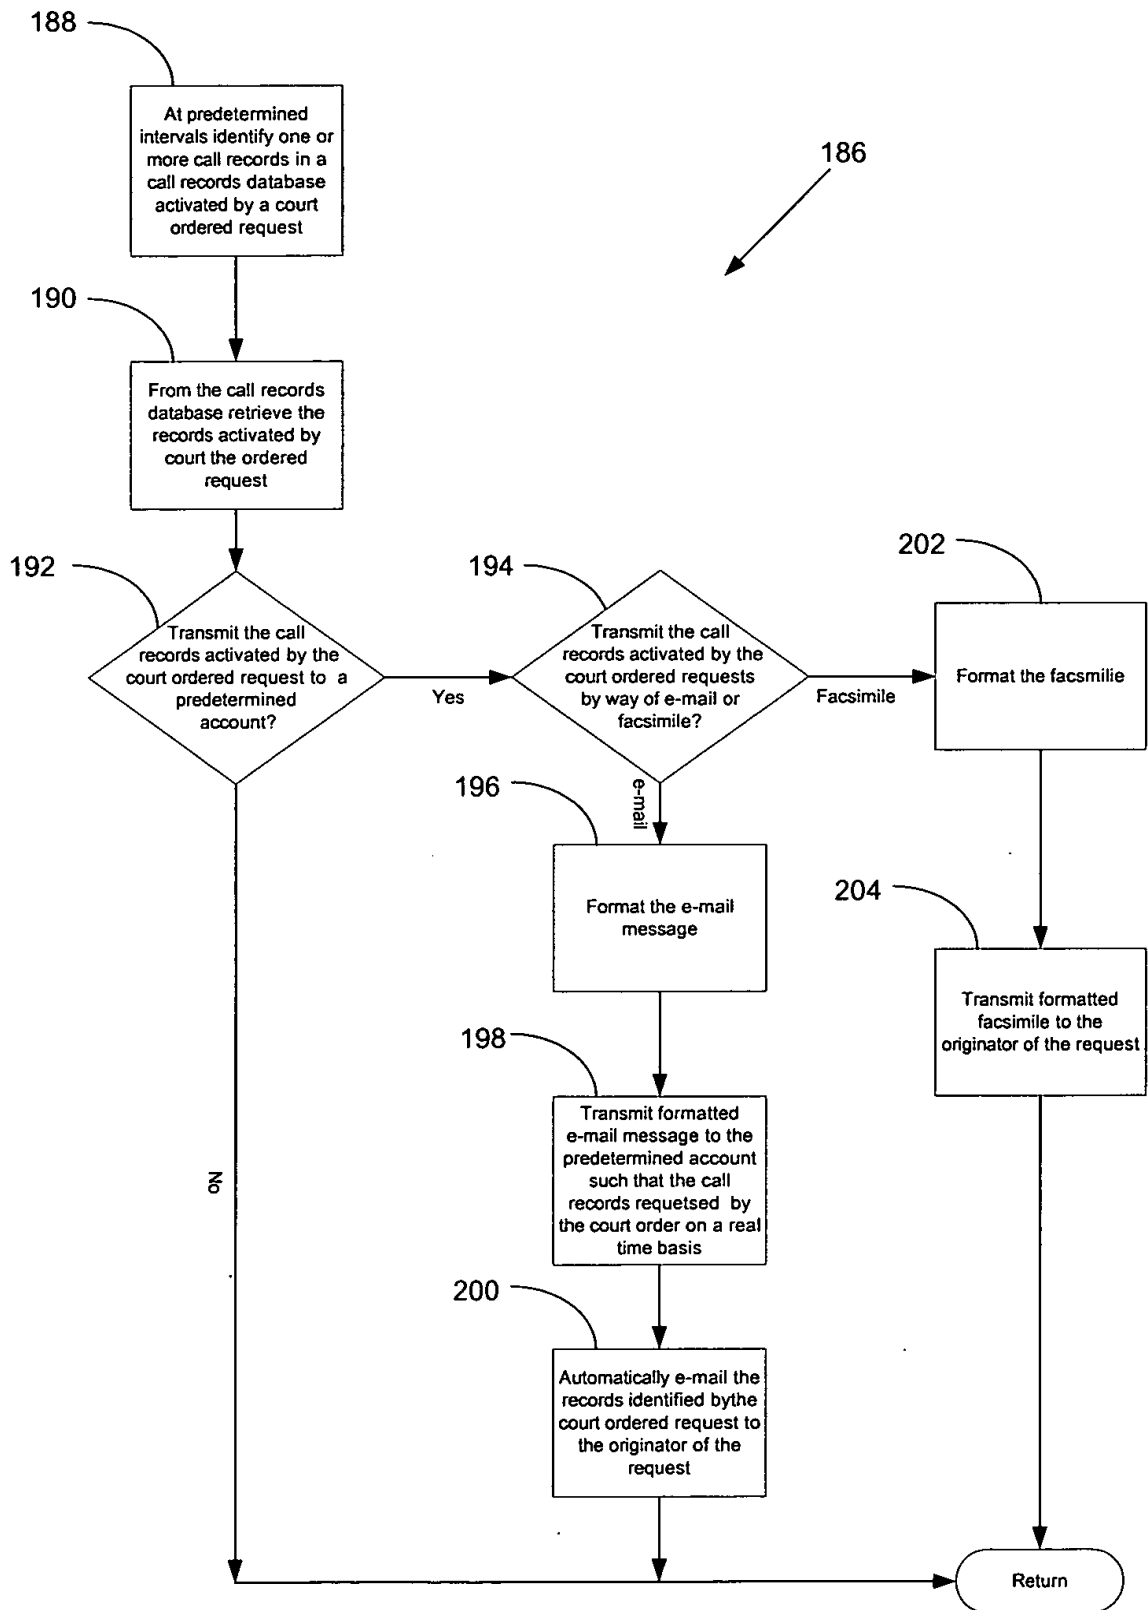 188
At predetermined
intervals identify one or
more call records in a
call records database
activated by a court
ordered request
186
190
From the call records
database retrieve the
records activated by
court the ordered
request
192
Transmit the call
records activated by the
court ordered request to a
predetermined
account?
Yes
194
Transmit the call
records activated by the
court ordered requests
by way of e-mail or
facsimile?
Facsimile
202
Format the facsmilie
e-mail
196
Format the e-mail
message
204
Transmit formatted
facsimile to the
originator of the request
198
Transmit formatted
e-mail message to the
predetermined account
such that the call
records requetsed by
the court order on a real
time basis
No
200
Automatically e-mail the
records identified bythe
court ordered request to
the originator of the
request
Return